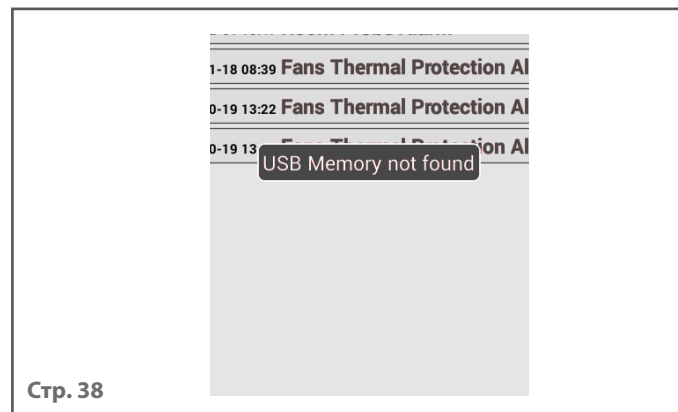 1-18 08:39 Fans Thermal Protection Al
0-19 13:22 Fans Thermal Protection Al
0-19 13 Al
USB Memory not found
Стр. 38